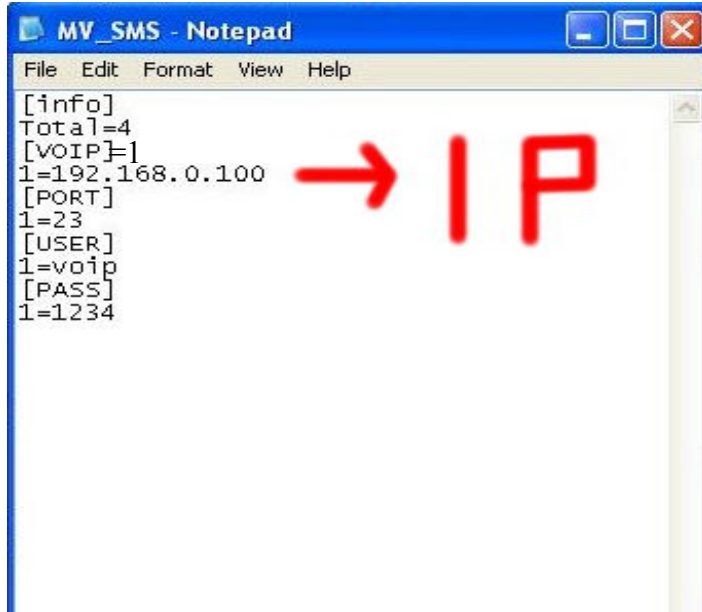 MV_SMS - Notepad
File Edit Format View Help
[info]
Total=4
[VOIP]=1
1=192.168.0.100 → IP
[PORT]
1=23
[USER]
1=voip
[PASS]
1=1234